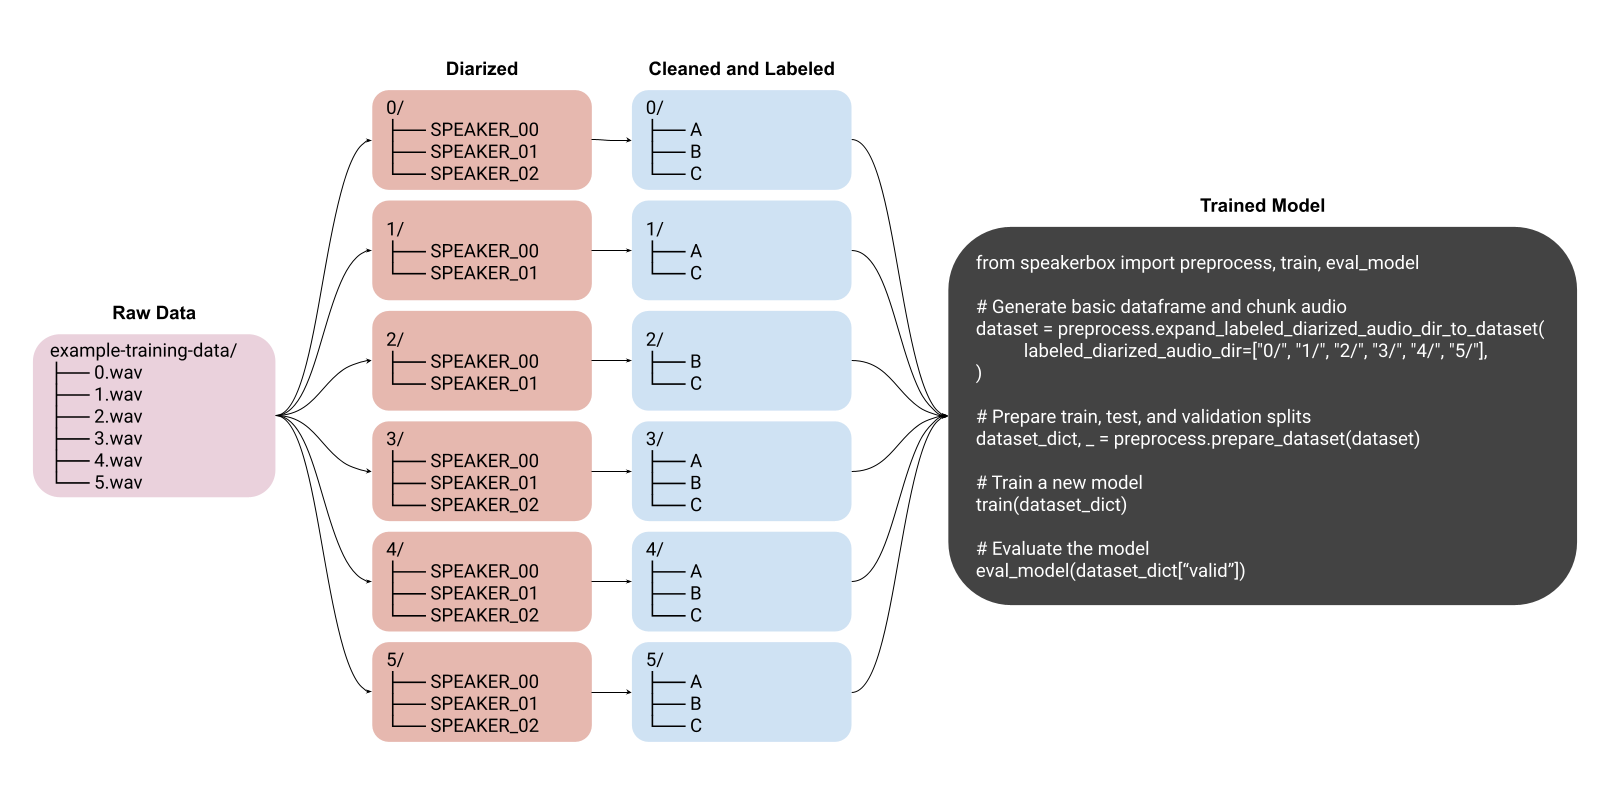 Raw Data
example-training-data/
0.wav
1.wav
2.wav
3.wav
4.wav
5.wav
Diarized
0/
SPEAKER_00
SPEAKER_01
SPEAKER_02
1/
SPEAKER_00
SPEAKER_01
2/
SPEAKER_00
SPEAKER_01
3/
SPEAKER_00
SPEAKER_01
SPEAKER_02
4/
SPEAKER_00
SPEAKER_01
SPEAKER_02
5/
SPEAKER_00
SPEAKER_01
SPEAKER_02
Cleaned and Labeled
0/
A
B
C
1/
A
C
2/
B
C
3/
A
B
C
4/
A
B
C
5/
A
B
C
Trained Model
from speakerbox import preprocess, train, eval_model
# Generate basic dataframe and chunk audio
dataset = preprocess.expand_labeled_diarized_audio_dir_to_dataset(
labeled_diarized_audio_dir=["0/", "1/", "2/", "3/", "4/", "5/"],
)
# Prepare train, test, and validation splits
dataset_dict, _ = preprocess.prepare_dataset(dataset)
# Train a new model
train(dataset_dict)
# Evaluate the model
eval_model(dataset_dict[“valid”])